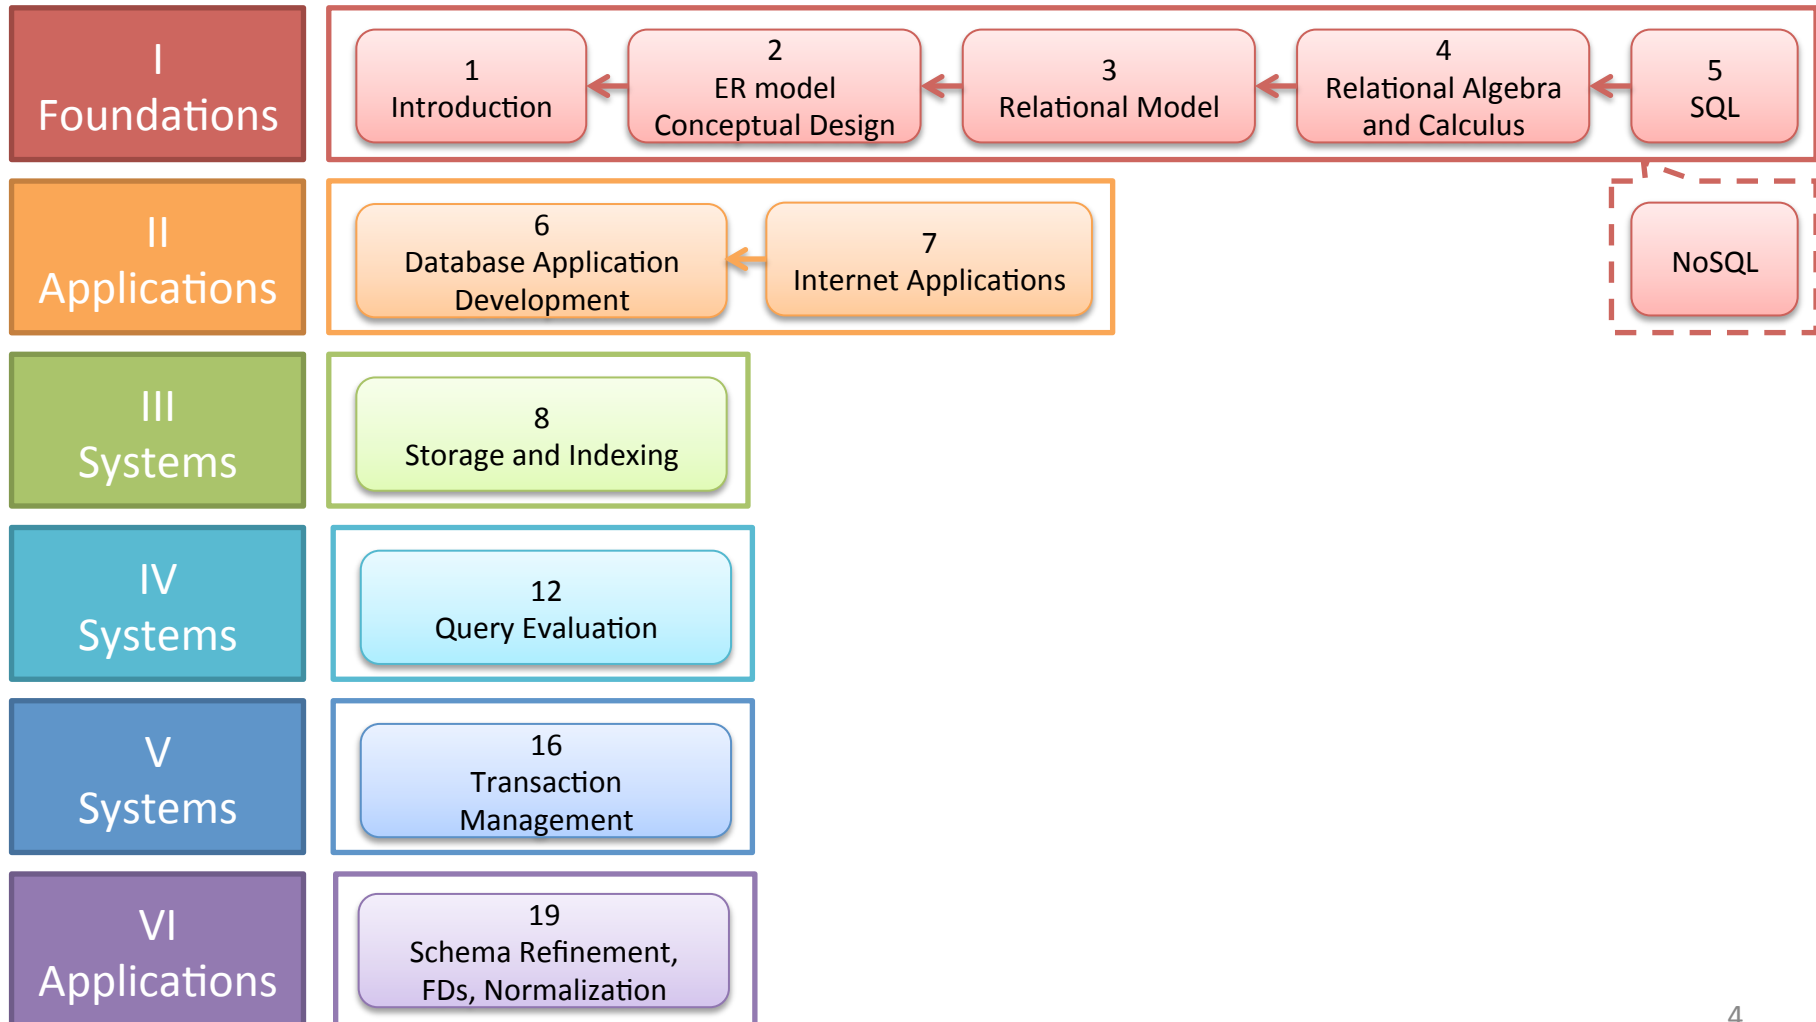 I
Foundations
1
Introduction
2
ER model
Conceptual Design
3
Relational Model
4
Relational Algebra
and Calculus
5
SQL
II
Applications
6
Database Application
Development
7
Internet Applications
NoSQL
III
Systems
8
Storage and Indexing
IV
Systems
12
Query Evaluation
V
Systems
16
Transaction
Management
VI
Applications
19
Schema Refinement,
FDs, Normalization
4